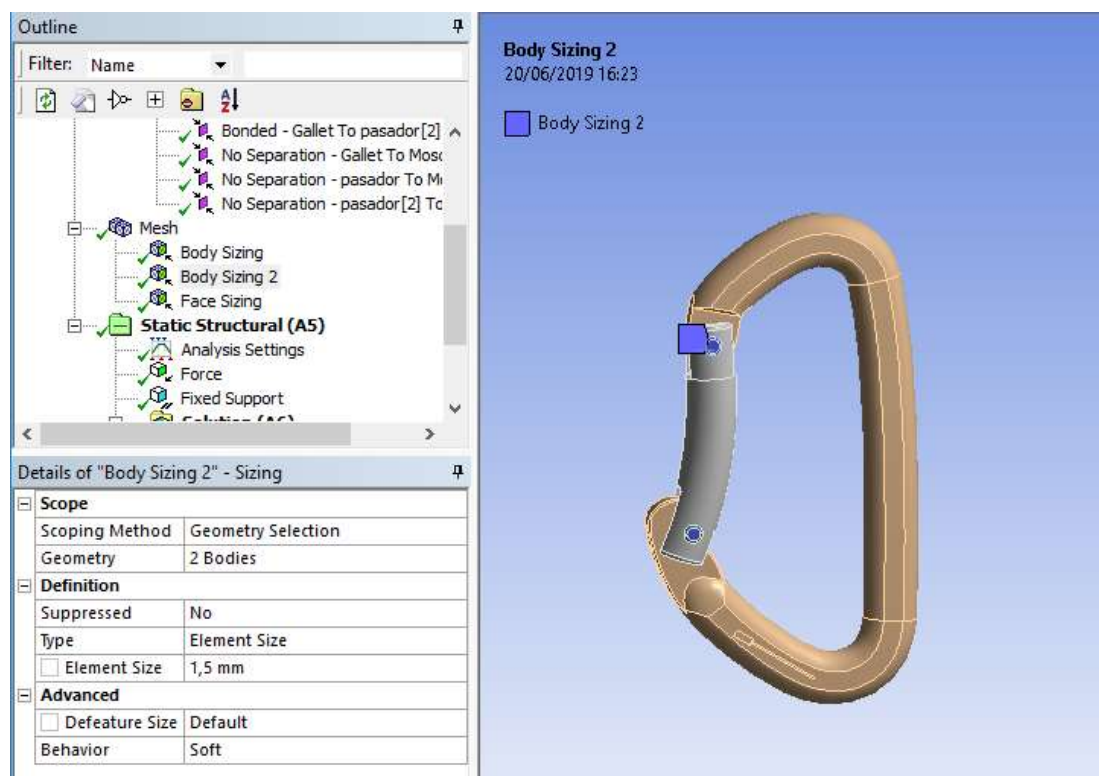 Outline
Filter: Name
Bonded - Gallet To pasador[2]
No Separation - Gallet To Mosc
No Separation - pasador To M
No Separation - pasador[2] To
Mesh
Body Sizing
Body Sizing 2
Face Sizing
Static Structural (A5)
Analysis Settings
Force
Fixed Support
Solution (A6)
Details of "Body Sizing 2" - Sizing
Scope
Scoping Method Geometry Selection
Geometry 2 Bodies
Definition
Suppressed No
Type Element Size
Element Size 1,5 mm
Advanced
Defeature Size Default
Behavior Soft
Body Sizing 2
20/06/2019 16:23
Body Sizing 2